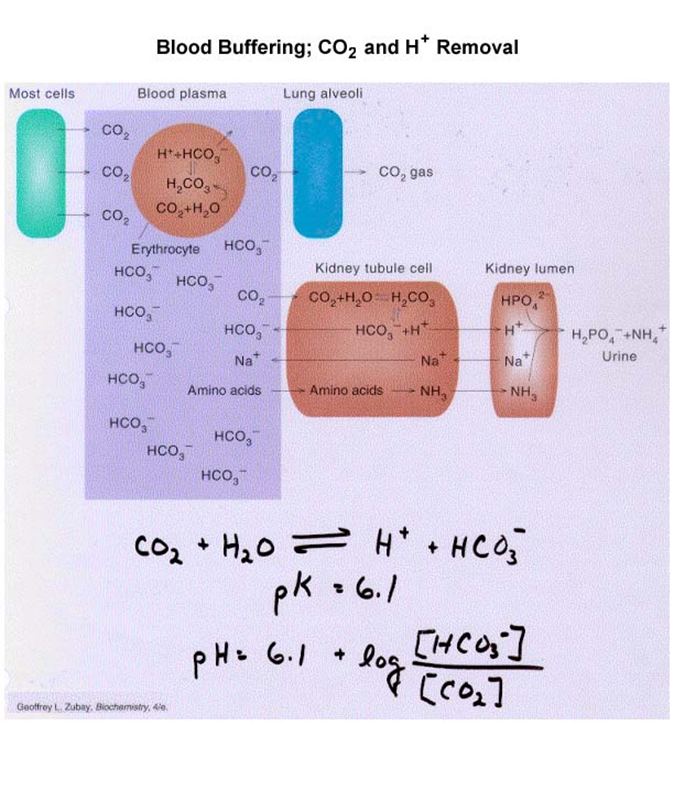 Blood Buffering; CO₂ and H⁺ Removal
Most cells
Blood plasma
Lung alveoli
CO₂
CO₂
CO₂
H⁺+HCO₃⁻
H₂CO₃
CO₂+H₂O
Erythrocyte
CO₂
CO₂ gas
HCO₃⁻
HCO₃⁻
HCO₃⁻
HCO₃⁻
HCO₃⁻
HCO₃⁻
HCO₃⁻
HCO₃⁻
HCO₃⁻
HCO₃⁻
CO₂
HCO₃⁻
Na⁺
Amino acids
Kidney tubule cell
CO₂+H₂O H₂CO₃
HCO₃⁻+H⁺
Na⁺
Amino acids
NH₃
Kidney lumen
HPO₄²⁻
H⁺
Na⁺
NH₃
H₂PO₄⁻+NH₄⁺
Urine
CO₂ + H₂O ⇌ H⁺ + HCO₃⁻
pK = 6.1
pH = 6.1 + log [HCO₃⁻]
[CO₂]
Geoffrey L. Zubay, Biochemistry, 4/e.